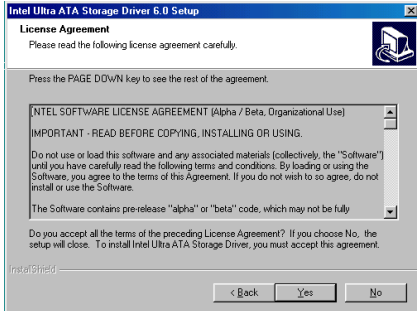 Intel Ultra ATA Storage Driver 6.0 Setup
License Agreement
Please read the following license agreement carefully.
Press the PAGE DOWN key to see the rest of the agreement.
INTEL SOFTWARE LICENSE AGREEMENT (Alpha / Beta, Organizational Use)
IMPORTANT - READ BEFORE COPYING, INSTALLING OR USING.
Do not use or load this software and any associated materials (collectively, the "Software")
until you have carefully read the following terms and conditions. By loading or using the
Software, you agree to the terms of this Agreement. If you do not wish to so agree, do not
install or use the Software.
The Software contains pre-release "alpha" or "beta" code, which may not be fully
Do you accept all the terms of the preceding License Agreement? If you choose No, the
setup will close. To install Intel Ultra ATA Storage Driver, you must accept this agreement.
InstallShield
< Back Yes No